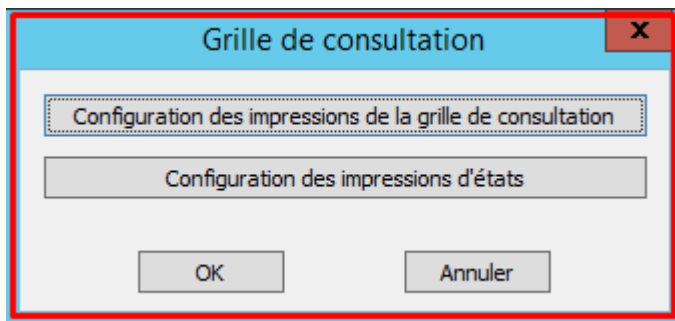 Grille de consultation
x
Configuration des impressions de la grille de consultation
Configuration des impressions d'états
OK Annuler